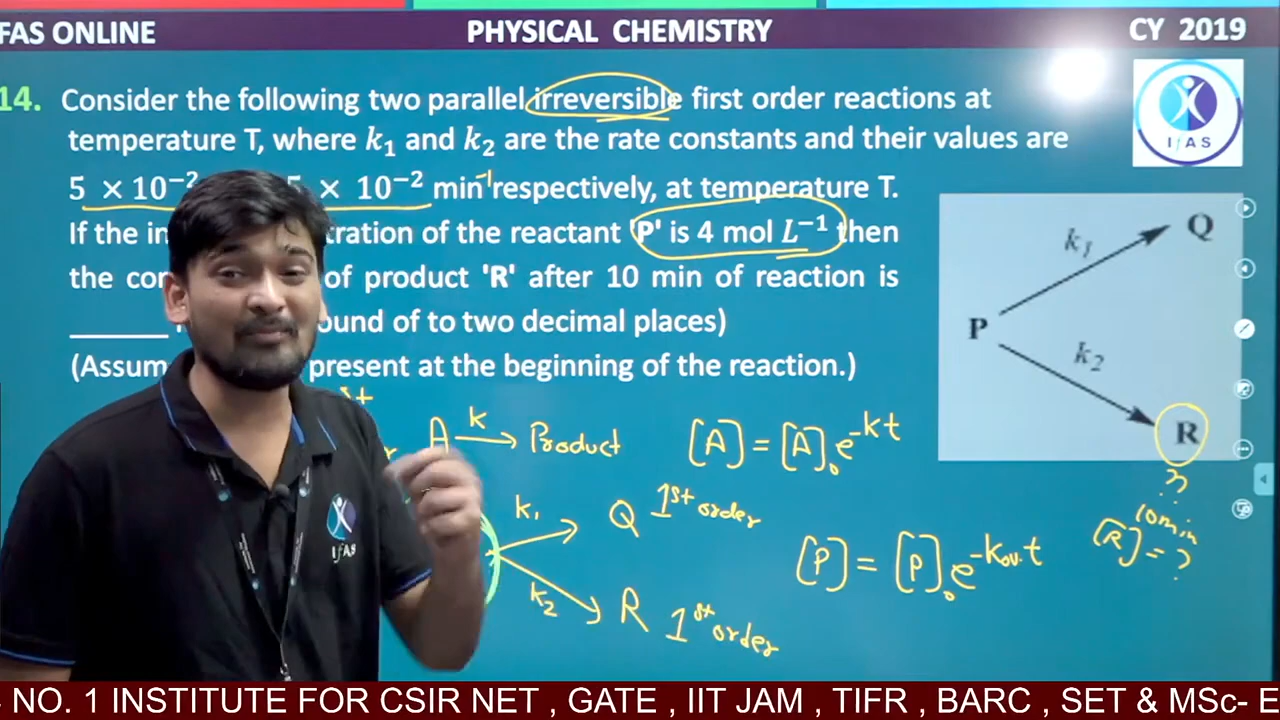 FAS ONLINE PHYSICAL CHEMISTRY CY 2019
14. Consider the following two parallel irreversible first order reactions at
temperature T, where k₁ and k₂ are the rate constants and their values are
5 ×10⁻² 5 × 10⁻² min⁻¹ respectively, at temperature T.
If the in tration of the reactant 'P' is 4 mol L⁻¹ then
the con of product 'R' after 10 min of reaction is
______ ound of to two decimal places)
(Assum present at the beginning of the reaction.)
IfAS
k₁ Q
P
k₂
R
?
A k → Product [A] = [A]₀ e^-kt
k₁ Q 1st order
[P] = [P]₀ e^-kov.t
[R]10min = ?
k₂ R 1st order
IfAS
NO. 1 INSTITUTE FOR CSIR NET , GATE , IIT JAM , TIFR , BARC , SET & MSc- E